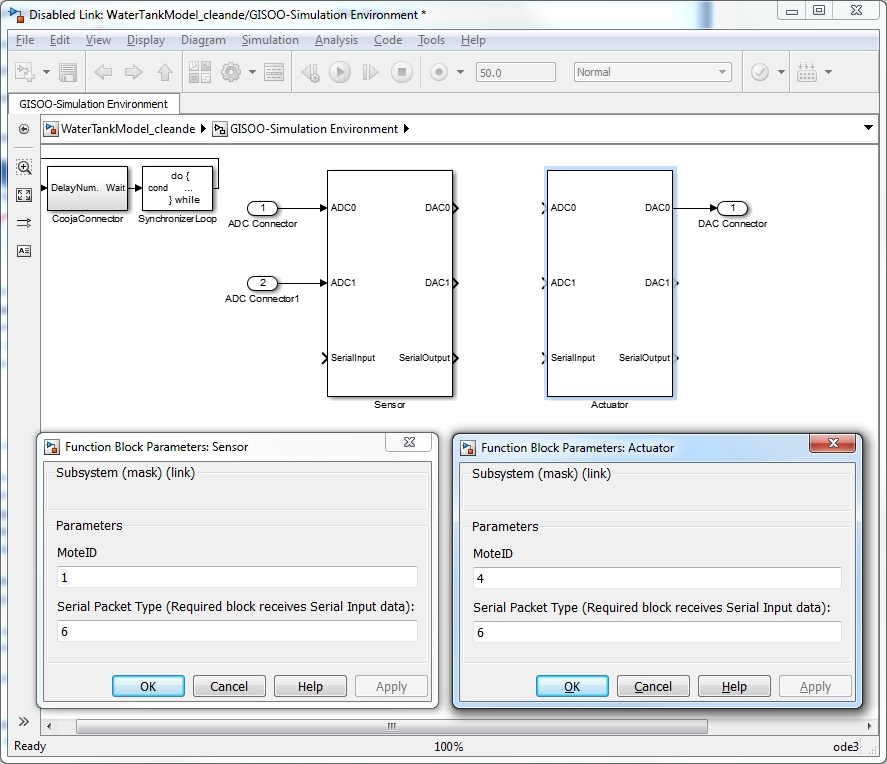 Disabled Link: WaterTankModel_cleande/GISOO-Simulation Environment *
File Edit View Display Diagram Simulation Analysis Code Tools Help
50.0 Normal
GISOO-Simulation Environment
WaterTankModel_cleande GISOO-Simulation Environment
DelayNum. Wait
CoojaConnector
do {
cond ...
} while
SynchronizerLoop
1
ADC Connector
2
ADC Connector1
ADC0 DAC0
ADC1 DAC1
SerialInput SerialOutput
Sensor
ADC0 DAC0
ADC1 DAC1
SerialInput SerialOutput
Actuator
1
DAC Connector
Function Block Parameters: Sensor
Subsystem (mask) (link)
Parameters
MoteID
1
Serial Packet Type (Required block receives Serial Input data):
6
OK Cancel Help Apply
Function Block Parameters: Actuator
Subsystem (mask) (link)
Parameters
MoteID
4
Serial Packet Type (Required block receives Serial Input data):
6
OK Cancel Help Apply
Ready 100% ode3